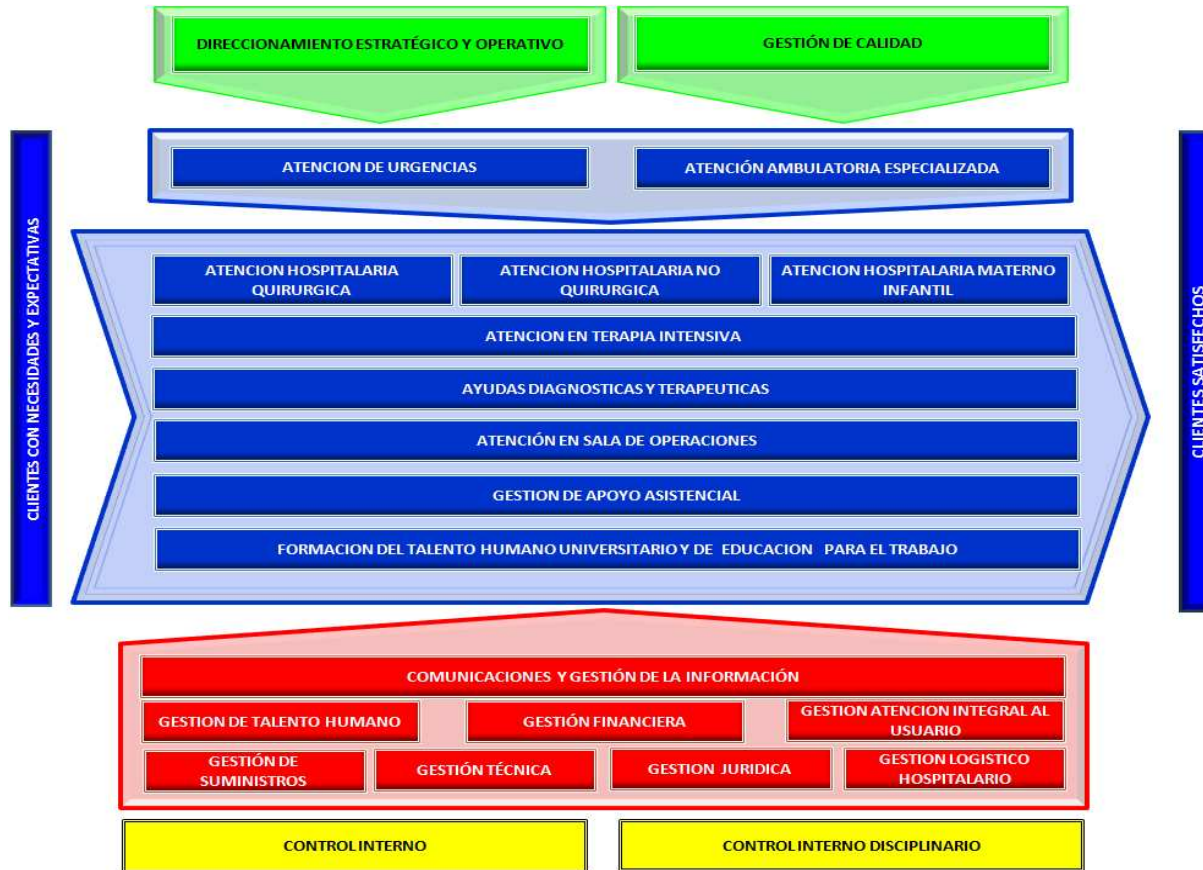 DIRECCIONAMIENTO ESTRATÉGICO Y OPERATIVO
GESTIÓN DE CALIDAD
CLIENTES CON NECESIDADES Y EXPECTATIVAS
ATENCION DE URGENCIAS
ATENCIÓN AMBULATORIA ESPECIALIZADA
ATENCION HOSPITALARIA
QUIRURGICA
ATENCION HOSPITALARIA NO
QUIRURGICA
ATENCION HOSPITALARIA MATERNO
INFANTIL
ATENCION EN TERAPIA INTENSIVA
AYUDAS DIAGNOSTICAS Y TERAPEUTICAS
ATENCIÓN EN SALA DE OPERACIONES
GESTION DE APOYO ASISTENCIAL
FORMACION DEL TALENTO HUMANO UNIVERSITARIO Y DE EDUCACION PARA EL TRABAJO
CLIENTES SATISFECHOS
COMUNICACIONES Y GESTIÓN DE LA INFORMACIÓN
GESTION DE TALENTO HUMANO
GESTIÓN FINANCIERA
GESTION ATENCION INTEGRAL AL
USUARIO
GESTIÓN DE
SUMINISTROS
GESTIÓN TÉCNICA
GESTION JURIDICA
GESTION LOGISTICO
HOSPITALARIO
CONTROL INTERNO
CONTROL INTERNO DISCIPLINARIO